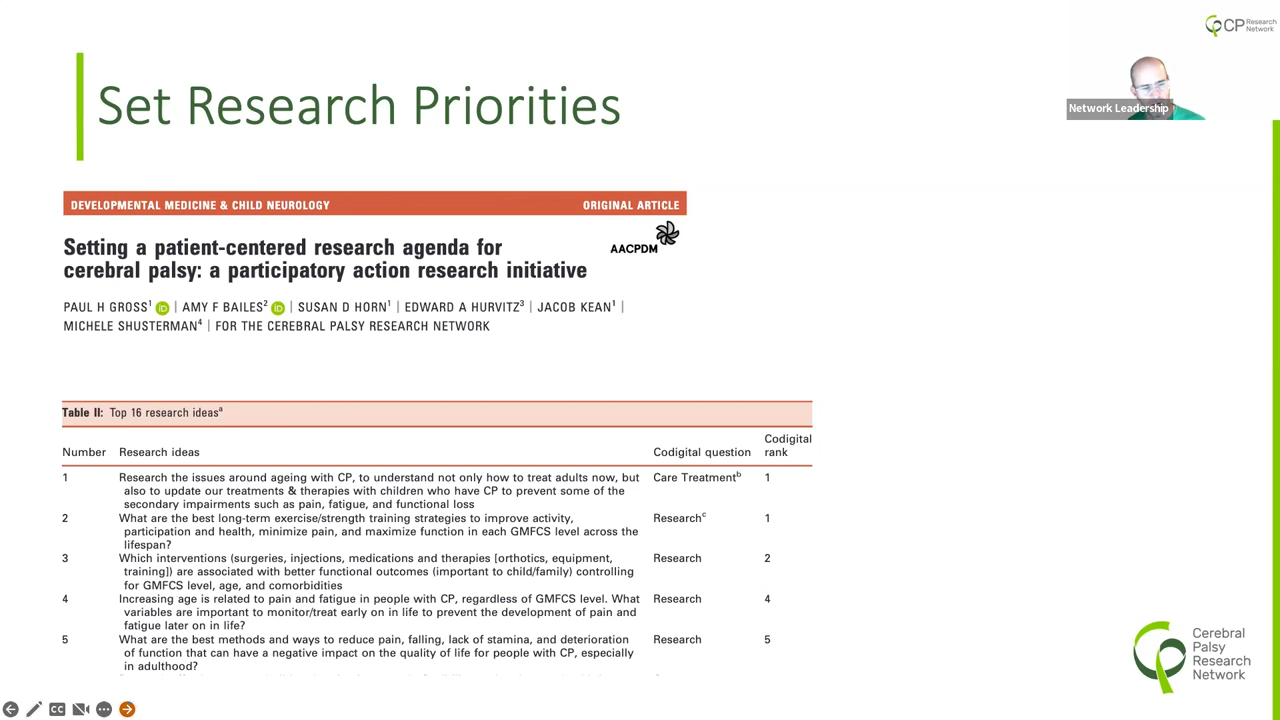 CP Research
Network
Network Leadership
Set Research Priorities
DEVELOPMENTAL MEDICINE & CHILD NEUROLOGY ORIGINAL ARTICLE
AACPDM
Setting a patient-centered research agenda for
cerebral palsy: a participatory action research initiative
PAUL H GROSS1 iD | AMY F BAILES2 iD | SUSAN D HORN1 | EDWARD A HURVITZ3 | JACOB KEAN1 |
MICHELE SHUSTERMAN4 | FOR THE CEREBRAL PALSY RESEARCH NETWORK
Table II: Top 16 research ideasa
Number Research ideas Codigital question Codigital rank
1 Research the issues around ageing with CP, to understand not only how to treat adults now, but Care Treatmentb 1
also to update our treatments & therapies with children who have CP to prevent some of the
secondary impairments such as pain, fatigue, and functional loss
2 What are the best long-term exercise/strength training strategies to improve activity, Researchc 1
participation and health, minimize pain, and maximize function in each GMFCS level across the
lifespan?
3 Which interventions (surgeries, injections, medications and therapies [orthotics, equipment, Research 2
training]) are associated with better functional outcomes (important to child/family) controlling
for GMFCS level, age, and comorbidities
4 Increasing age is related to pain and fatigue in people with CP, regardless of GMFCS level. What Research 4
variables are important to monitor/treat early on in life to prevent the development of pain and
fatigue later on in life?
5 What are the best methods and ways to reduce pain, falling, lack of stamina, and deterioration Research 5
of function that can have a negative impact on the quality of life for people with CP, especially
in adulthood?
Cerebral
Palsy
Research
Network
CC